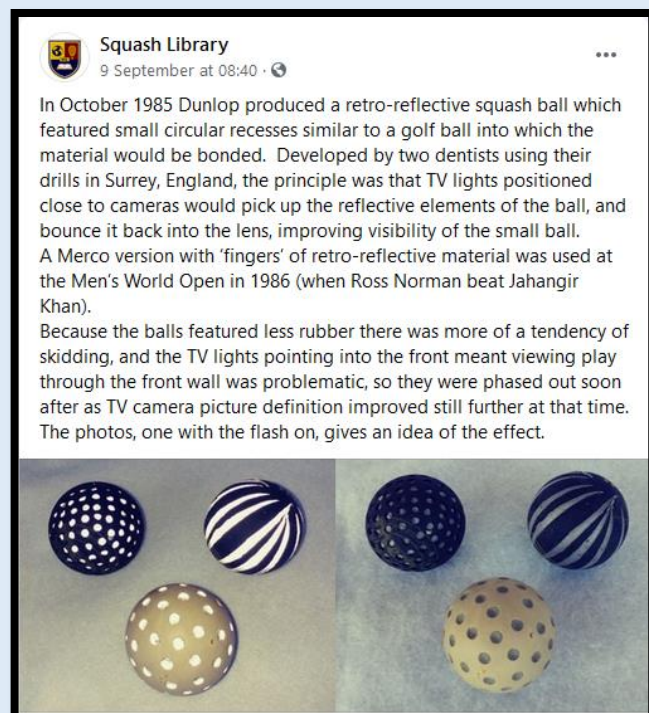 Squash Library
9 September at 08:40 ·
In October 1985 Dunlop produced a retro-reflective squash ball which
featured small circular recesses similar to a golf ball into which the
material would be bonded.  Developed by two dentists using their
drills in Surrey, England, the principle was that TV lights positioned
close to cameras would pick up the reflective elements of the ball, and
bounce it back into the lens, improving visibility of the small ball.
A Merco version with ‘fingers’ of retro-reflective material was used at
the Men’s World Open in 1986 (when Ross Norman beat Jahangir
Khan).
Because the balls featured less rubber there was more of a tendency of
skidding, and the TV lights pointing into the front meant viewing play
through the front wall was problematic, so they were phased out soon
after as TV camera picture definition improved still further at that time.
The photos, one with the flash on, gives an idea of the effect.